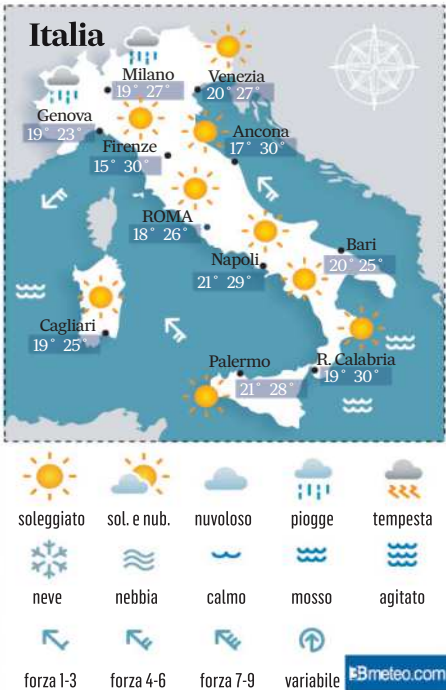 Italia
Milano
19° 27°
Venezia
20° 27°
Genova
19° 23°
Ancona
17° 30°
Firenze
15° 30°
ROMA
18° 26°
Bari
20° 25°
Napoli
21° 29°
Cagliari
19° 25°
Palermo
21° 28°
R. Calabria
19° 30°
soleggiato sol. e nub. nuvoloso piogge tempesta
neve nebbia calmo mosso agitato
forza 1-3 forza 4-6 forza 7-9 variabile
3Bmeteo.com